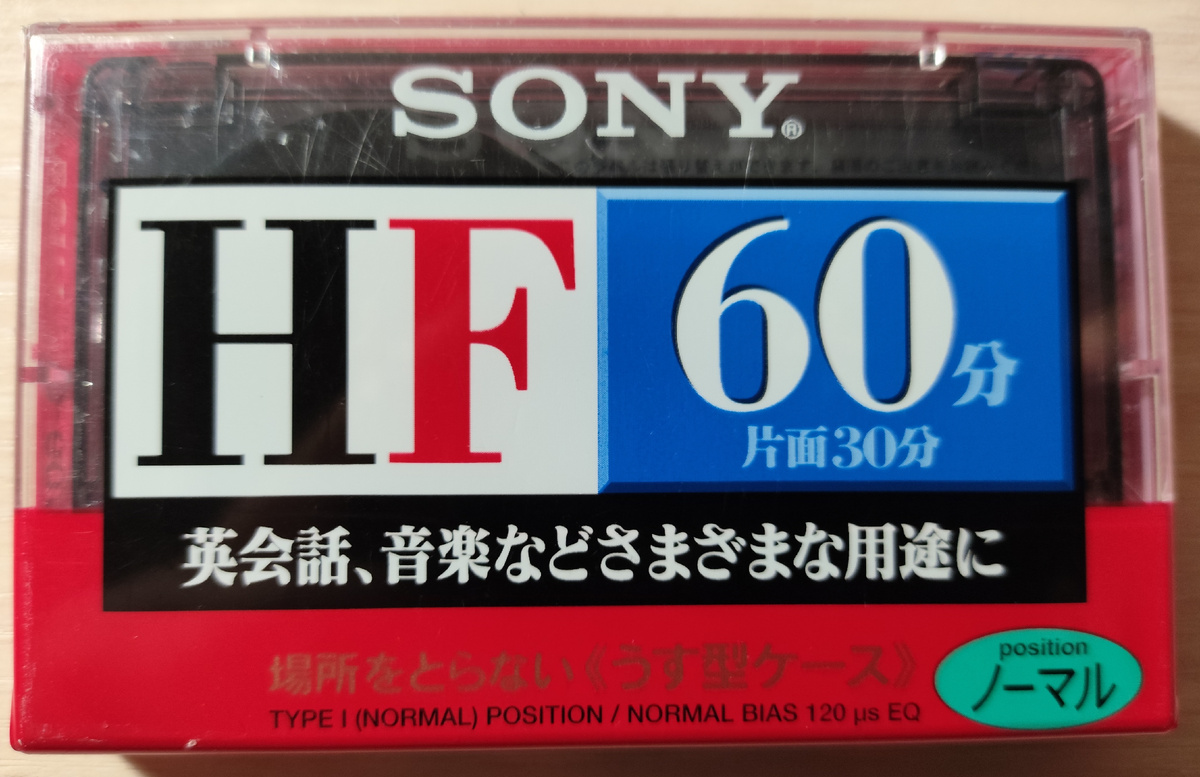 SONY®
HF
60分
片面30分
英会話、音楽などさまざまな用途に
場所をとらない《うす型ケース》
TYPE I (NORMAL) POSITION / NORMAL BIAS 120 µs EQ
position
ノーマル